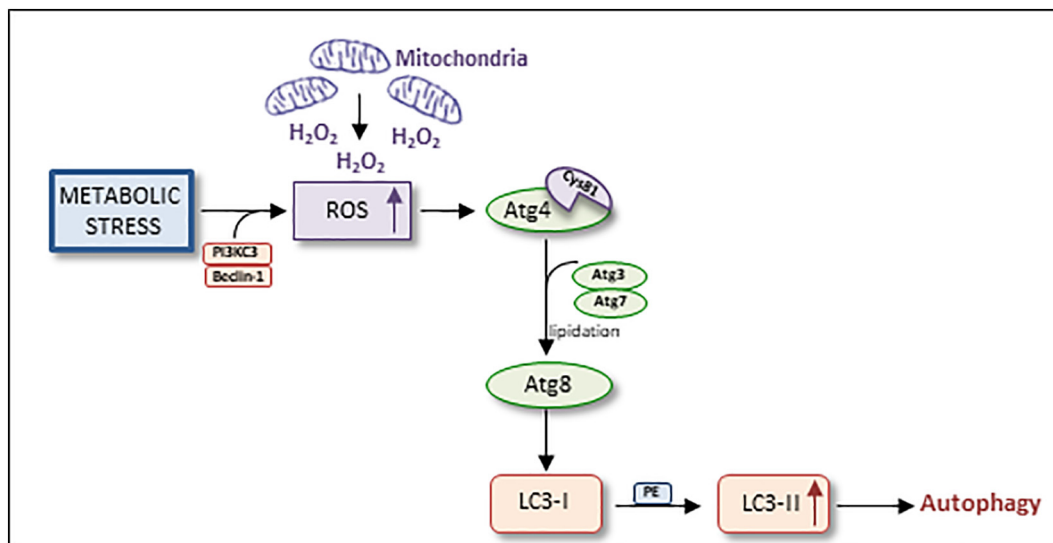 Mitochondria
H₂O₂
H₂O₂
H₂O₂
METABOLIC
STRESS
ROS
Atg4
Cys81
PI3KC3
Beclin-1
Atg3
Atg7
lipidation
Atg8
LC3-I
PE
LC3-II
Autophagy